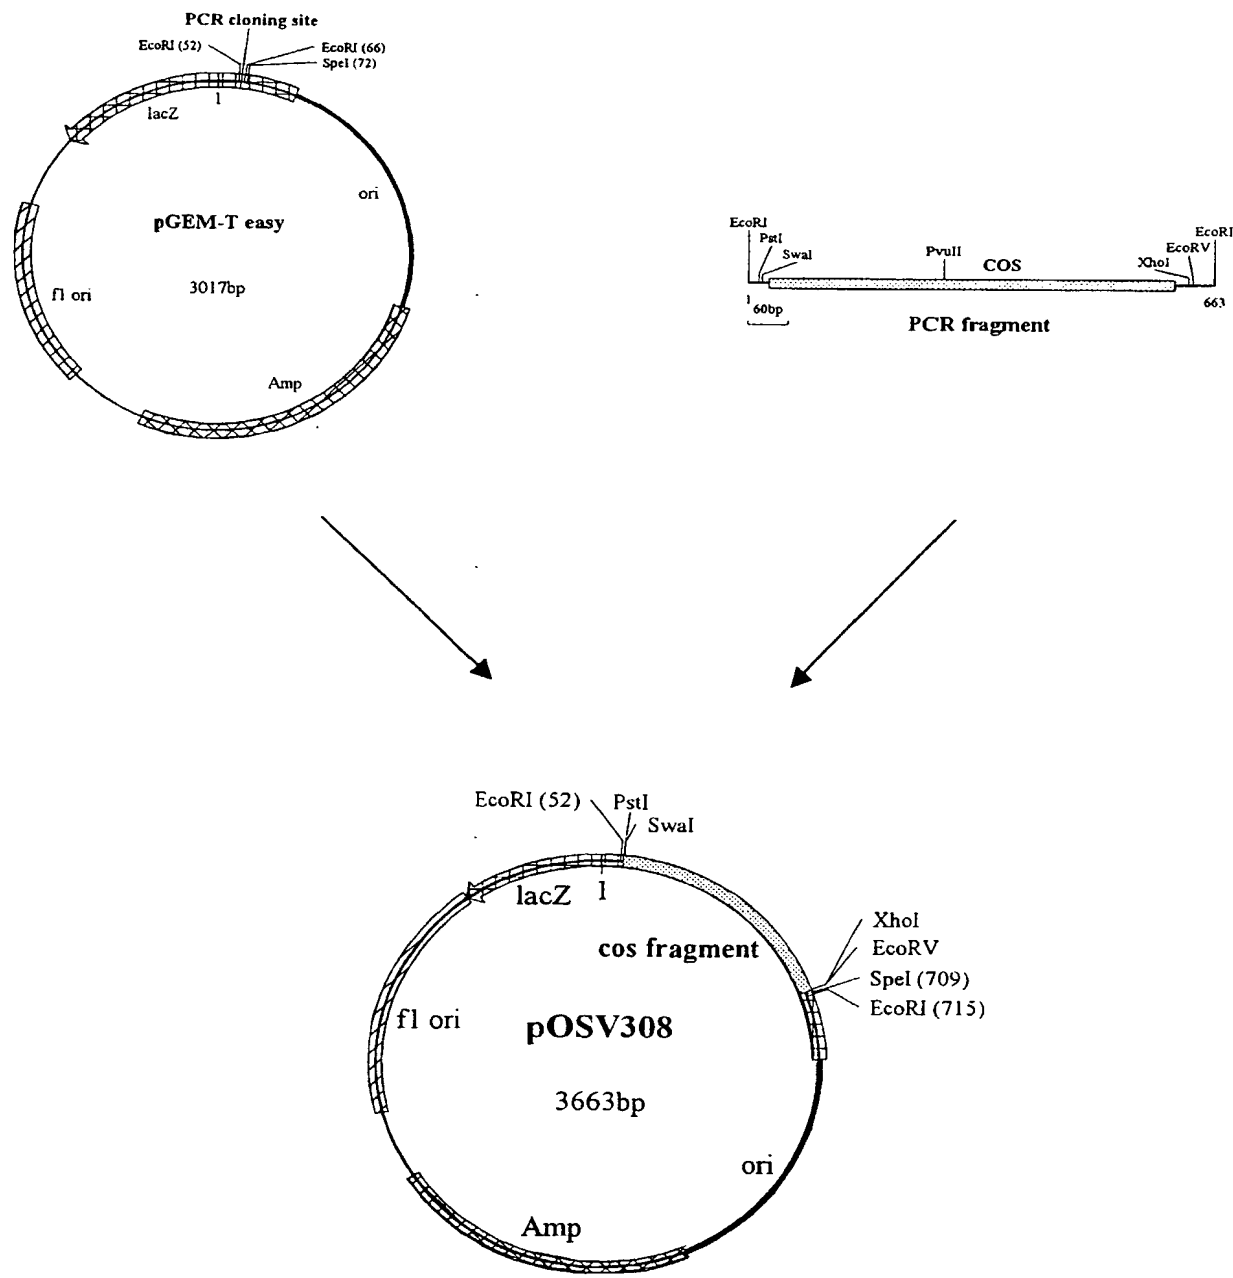 PCR cloning site
EcoRI (52)
EcoRI (66)
SpeI (72)
lacZ
1
ori
pGEM-T easy
3017bp
f1 ori
Amp
EcoRI
PstI
SwaI
PvuII
COS
XhoI
EcoRV
EcoRI
1
60bp
663
PCR fragment
EcoRI (52)
PstI
SwaI
lacZ
1
XhoI
EcoRV
SpeI (709)
EcoRI (715)
cos fragment
f1 ori
pOSV308
3663bp
ori
Amp